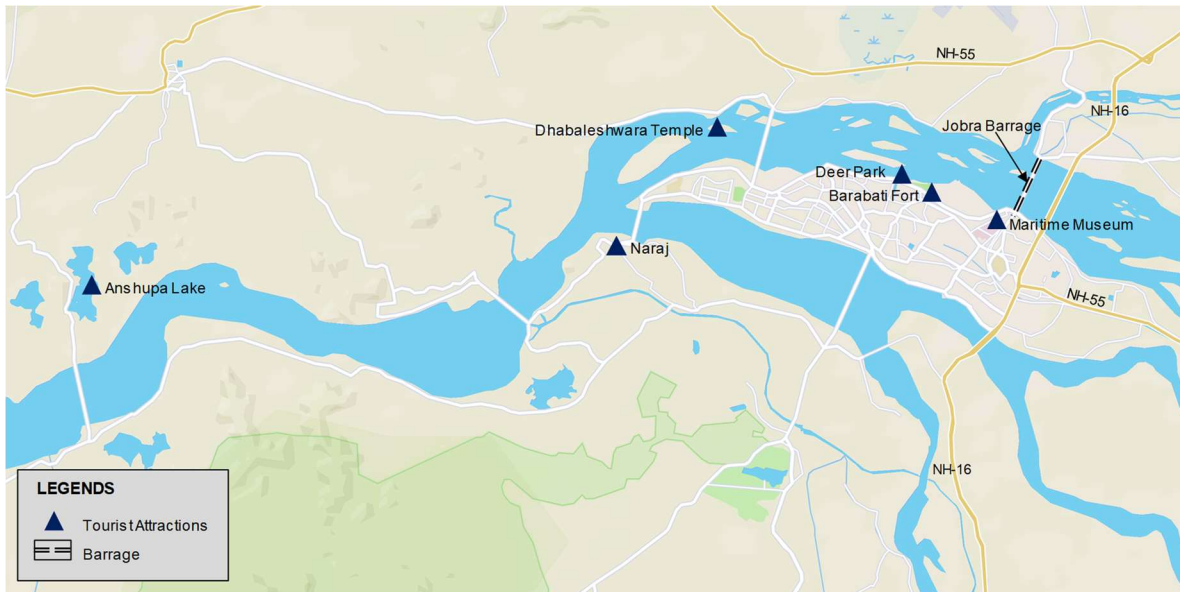 NH-55
NH-16
Jobra Barrage
Dhabaleshwara Temple
Deer Park
Barabati Fort
Maritime Museum
Naraj
Anshupa Lake
NH-55
NH-16
LEGENDS
Tourist Attractions
Barrage